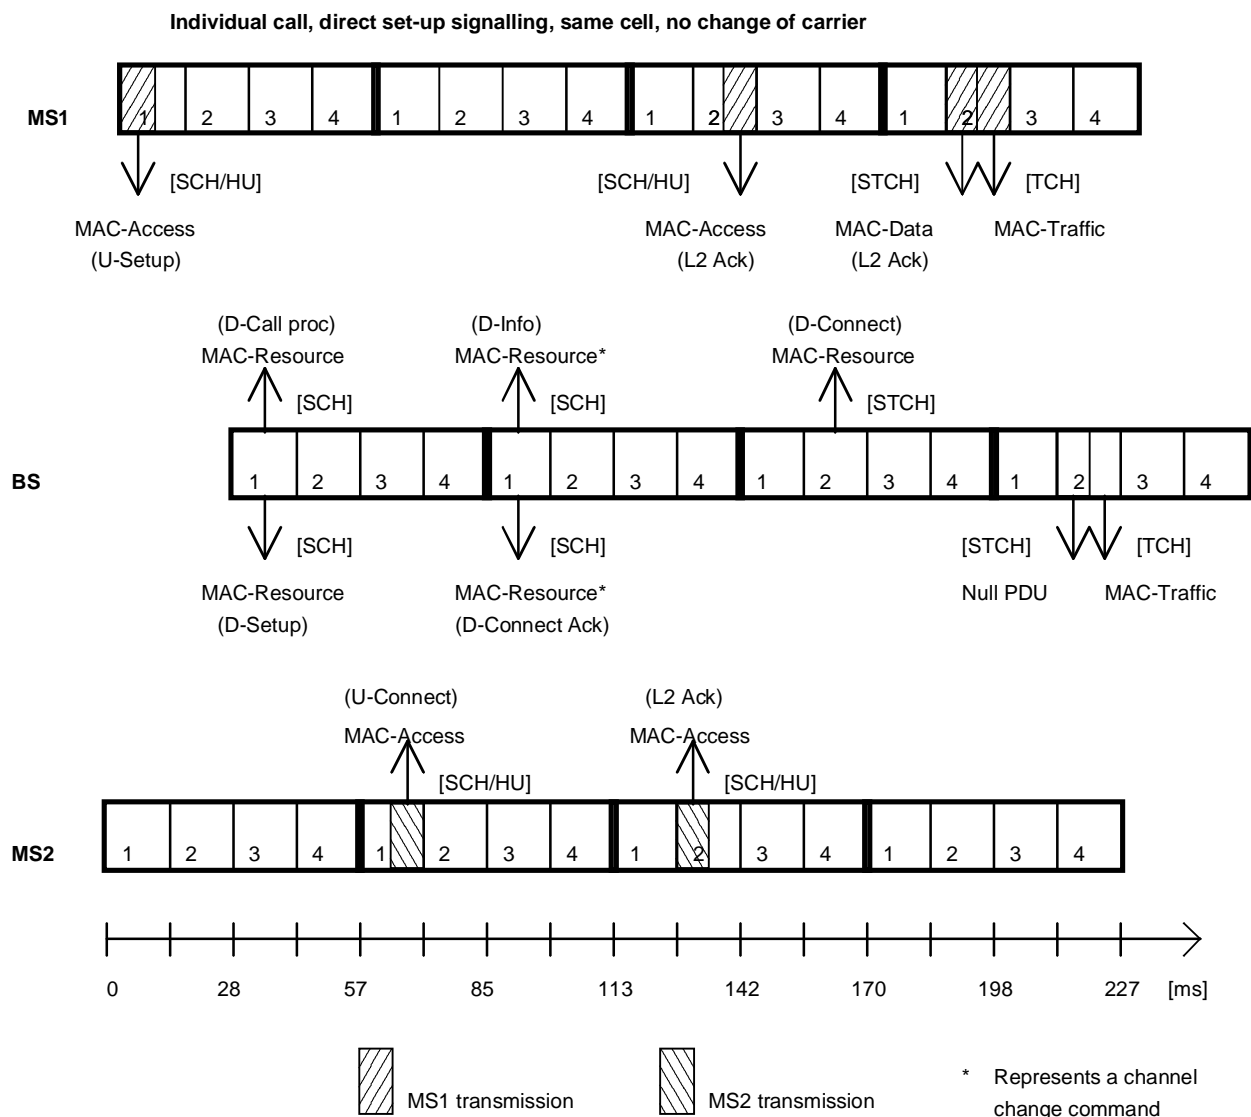 Individual call, direct set-up signalling, same cell, no change of carrier
MS1
1 2 3 4 1 2 3 4 1 2 3 4 1 2 3 4
[SCH/HU] [SCH/HU] [STCH] [TCH]
MAC-Access MAC-Access MAC-Data MAC-Traffic
(U-Setup) (L2 Ack) (L2 Ack)
(D-Call proc) (D-Info) (D-Connect)
MAC-Resource MAC-Resource* MAC-Resource
[SCH] [SCH] [STCH]
BS
1 2 3 4 1 2 3 4 1 2 3 4 1 2 3 4
[SCH] [SCH] [STCH] [TCH]
MAC-Resource MAC-Resource* Null PDU MAC-Traffic
(D-Setup) (D-Connect Ack)
(U-Connect) (L2 Ack)
MAC-Access MAC-Access
[SCH/HU] [SCH/HU]
MS2
1 2 3 4 1 2 3 4 1 2 3 4 1 2 3 4
0 28 57 85 113 142 170 198 227 [ms]
MS1 transmission MS2 transmission
* Represents a channel
change command